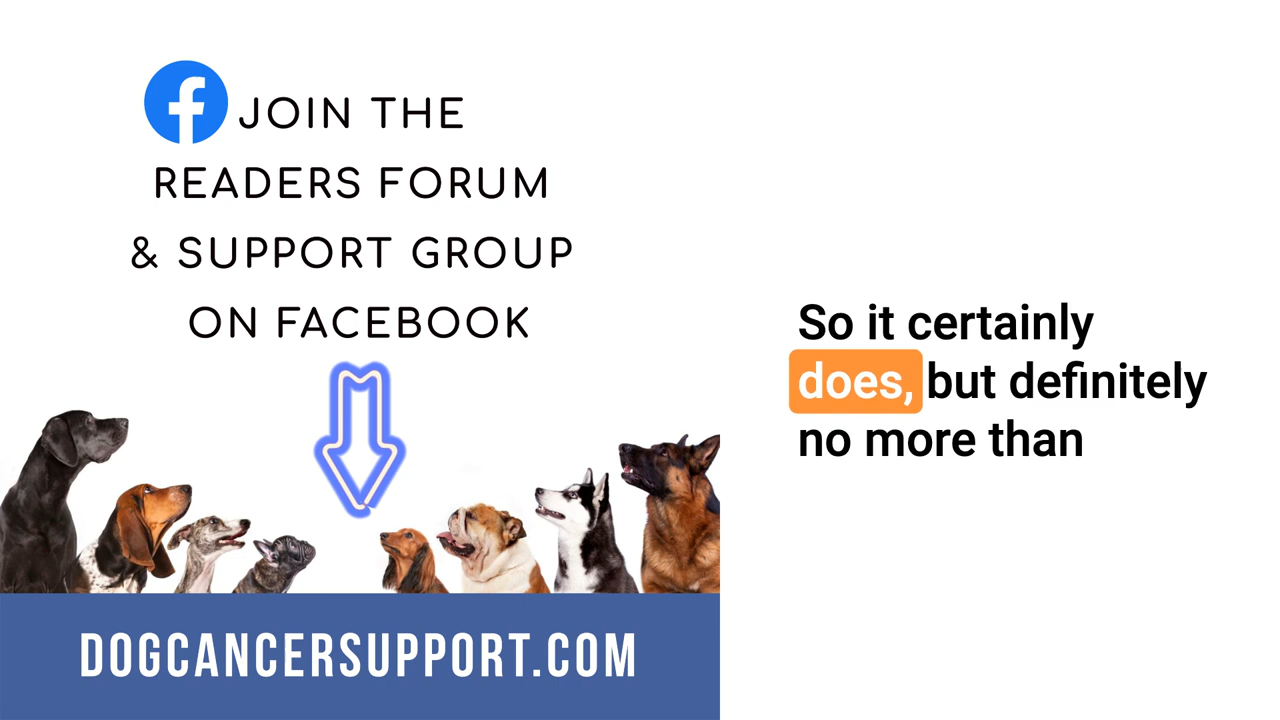 JOIN THE
READERS FORUM
& SUPPORT GROUP
ON FACEBOOK
DOGCANCERSUPPORT.COM
So it certainly
does, but definitely
no more than